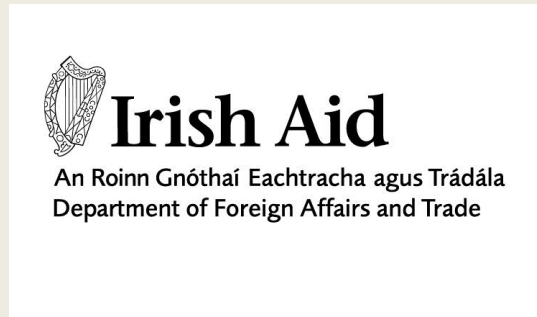 Irish Aid
An Roinn Gnóthaí Eachtracha agus Trádála
Department of Foreign Affairs and Trade